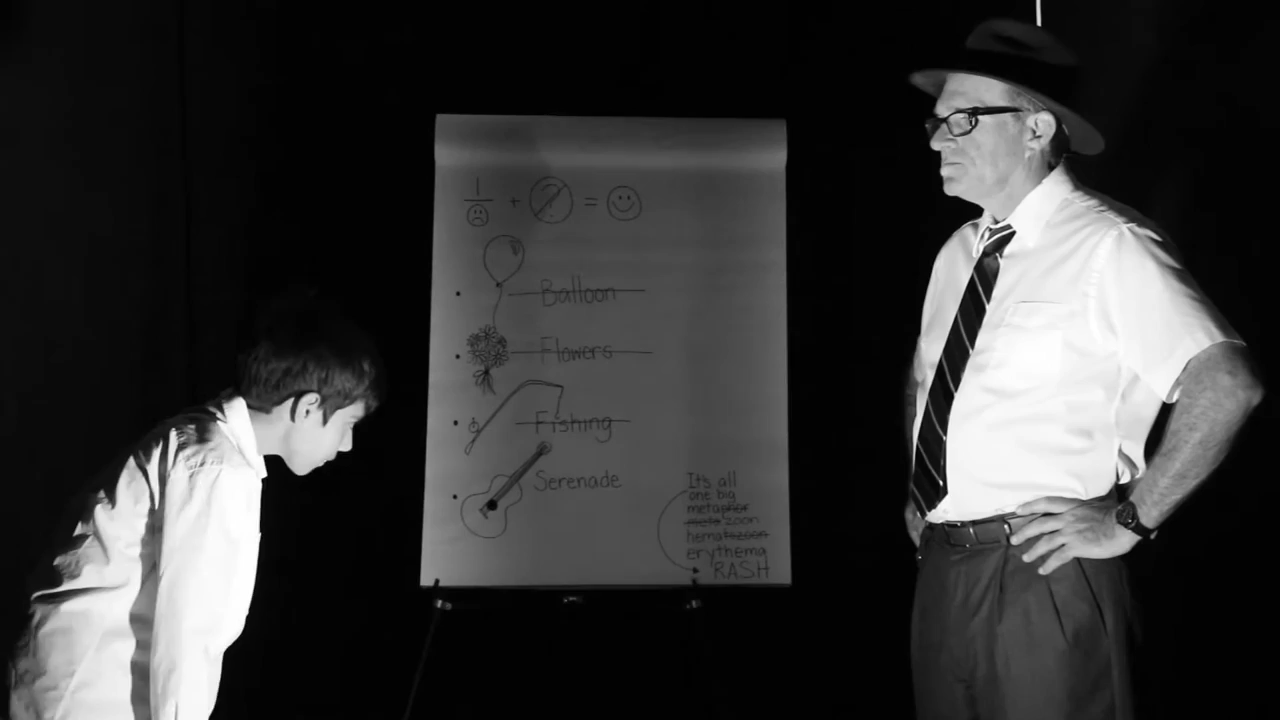 1
+ ? =
Balloon
Flowers
Fishing
Serenade
It's all
one big
metaphor
meta zoon
hematozoon
erythema
RASH